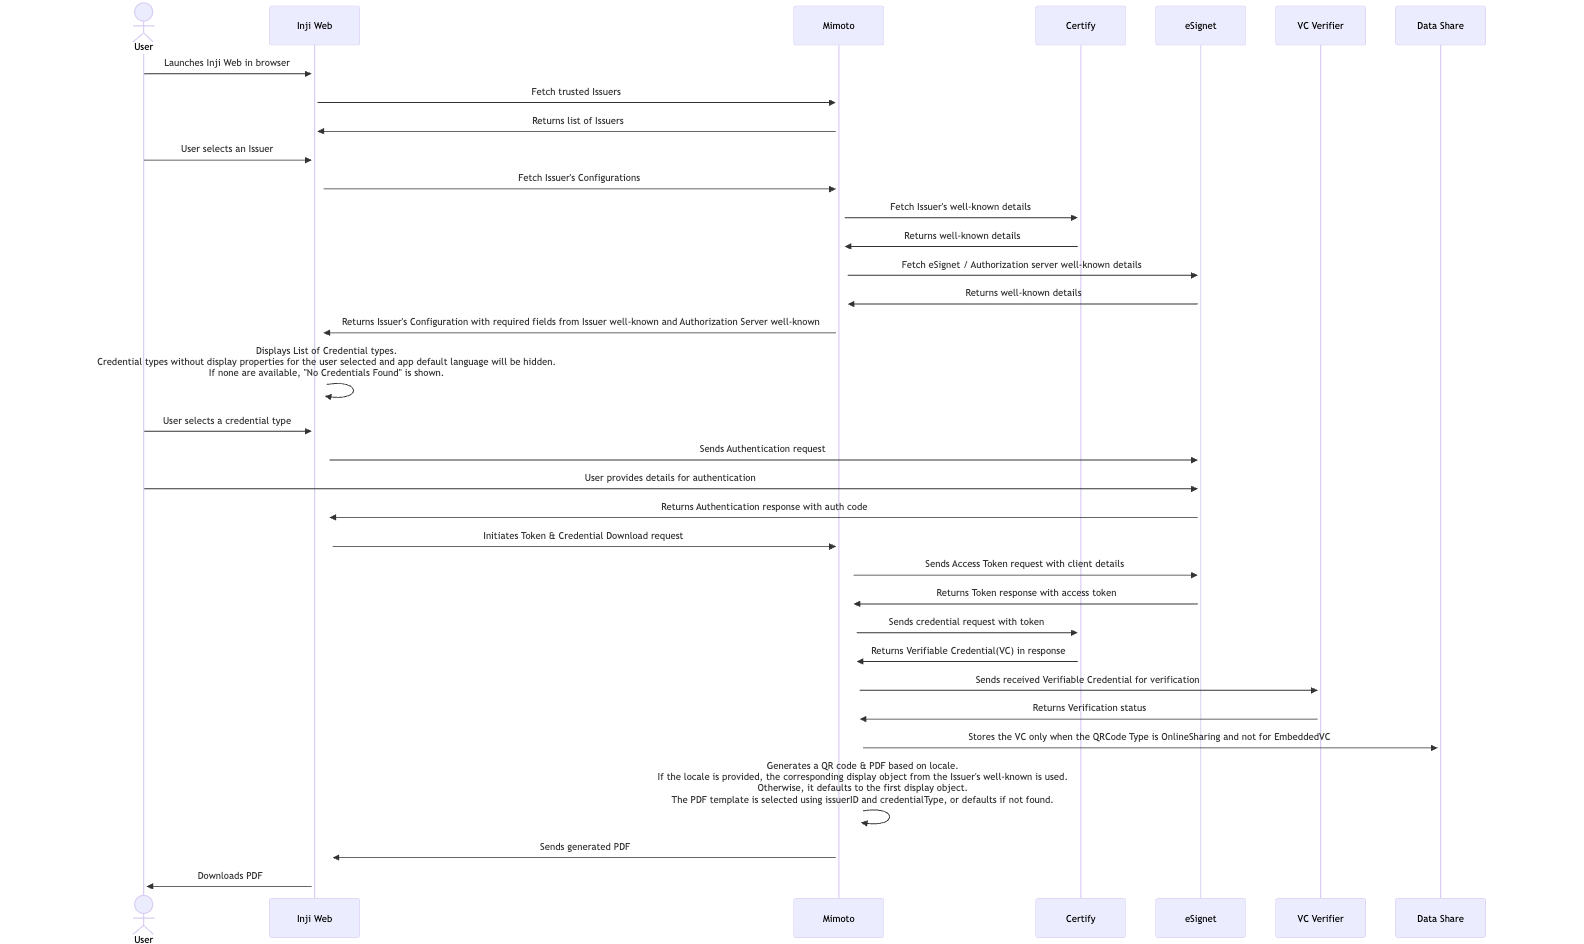 User
Inji Web
Mimoto
Certify
eSignet
VC Verifier
Data Share
Launches Inji Web in browser
Fetch trusted Issuers
Returns list of Issuers
User selects an Issuer
Fetch Issuer's Configurations
Fetch Issuer's well-known details
Returns well-known details
Fetch eSignet / Authorization server well-known details
Returns well-known details
Returns Issuer's Configuration with required fields from Issuer well-known and Authorization Server well-known
Displays List of Credential types.
Credential types without display properties for the user selected and app default language will be hidden.
If none are available, "No Credentials Found" is shown.
User selects a credential type
Sends Authentication request
User provides details for authentication
Returns Authentication response with auth code
Initiates Token & Credential Download request
Sends Access Token request with client details
Returns Token response with access token
Sends credential request with token
Returns Verifiable Credential(VC) in response
Sends received Verifiable Credential for verification
Returns Verification status
Stores the VC only when the QRCode Type is OnlineSharing and not for EmbeddedVC
Generates a QR code & PDF based on locale.
If the locale is provided, the corresponding display object from the Issuer's well-known is used.
Otherwise, it defaults to the first display object.
The PDF template is selected using issuerID and credentialType, or defaults if not found.
Sends generated PDF
Downloads PDF
User
Inji Web
Mimoto
Certify
eSignet
VC Verifier
Data Share